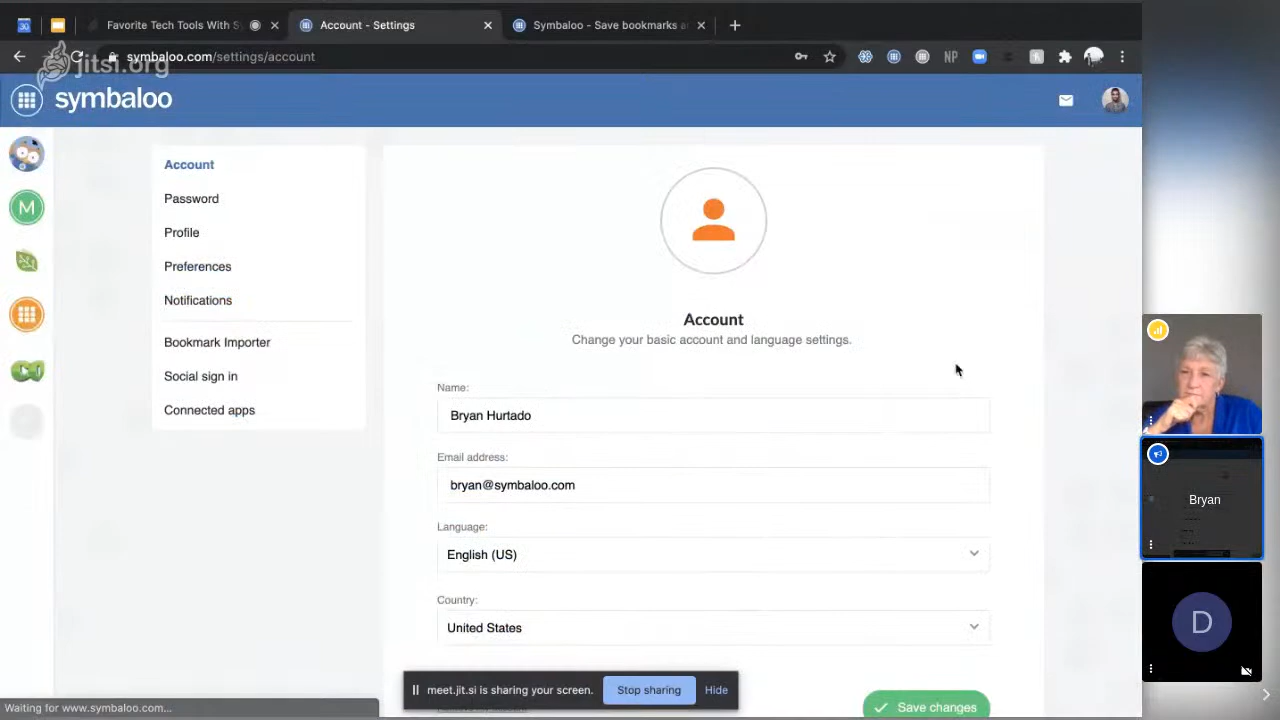 Favorite Tech Tools With Sy
Account - Settings
Symbaloo - Save bookmarks a
symbaloo.com/settings/account
NP
jitsi.org
symbaloo
M
Account
Password
Profile
Preferences
Notifications
Bookmark Importer
Social sign in
Connected apps
Account
Change your basic account and language settings.
Name:
Bryan Hurtado
Email address:
bryan@symbaloo.com
Language:
English (US)
Country:
United States
Bryan
D
meet.jit.si is sharing your screen.
Stop sharing
Hide
Save changes
Waiting for www.symbaloo.com...